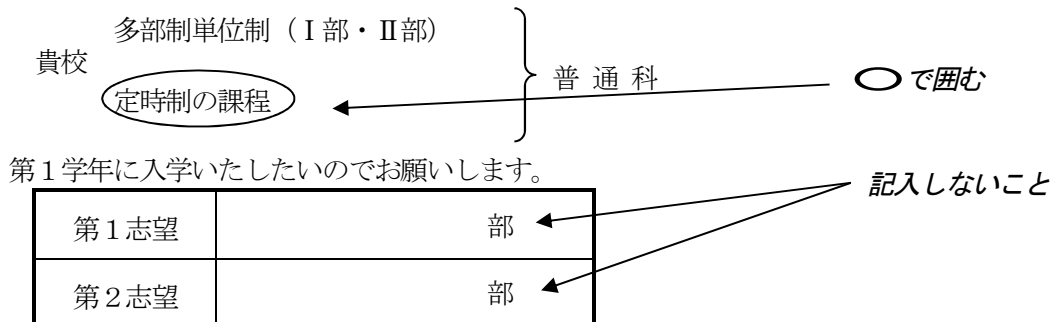 多部制単位制（Ⅰ部・Ⅱ部）
貴校
定時制の課程
普通科
○で囲む
第１学年に入学いたしたいのでお願いします。
記入しないこと
第１志望 部
第２志望 部